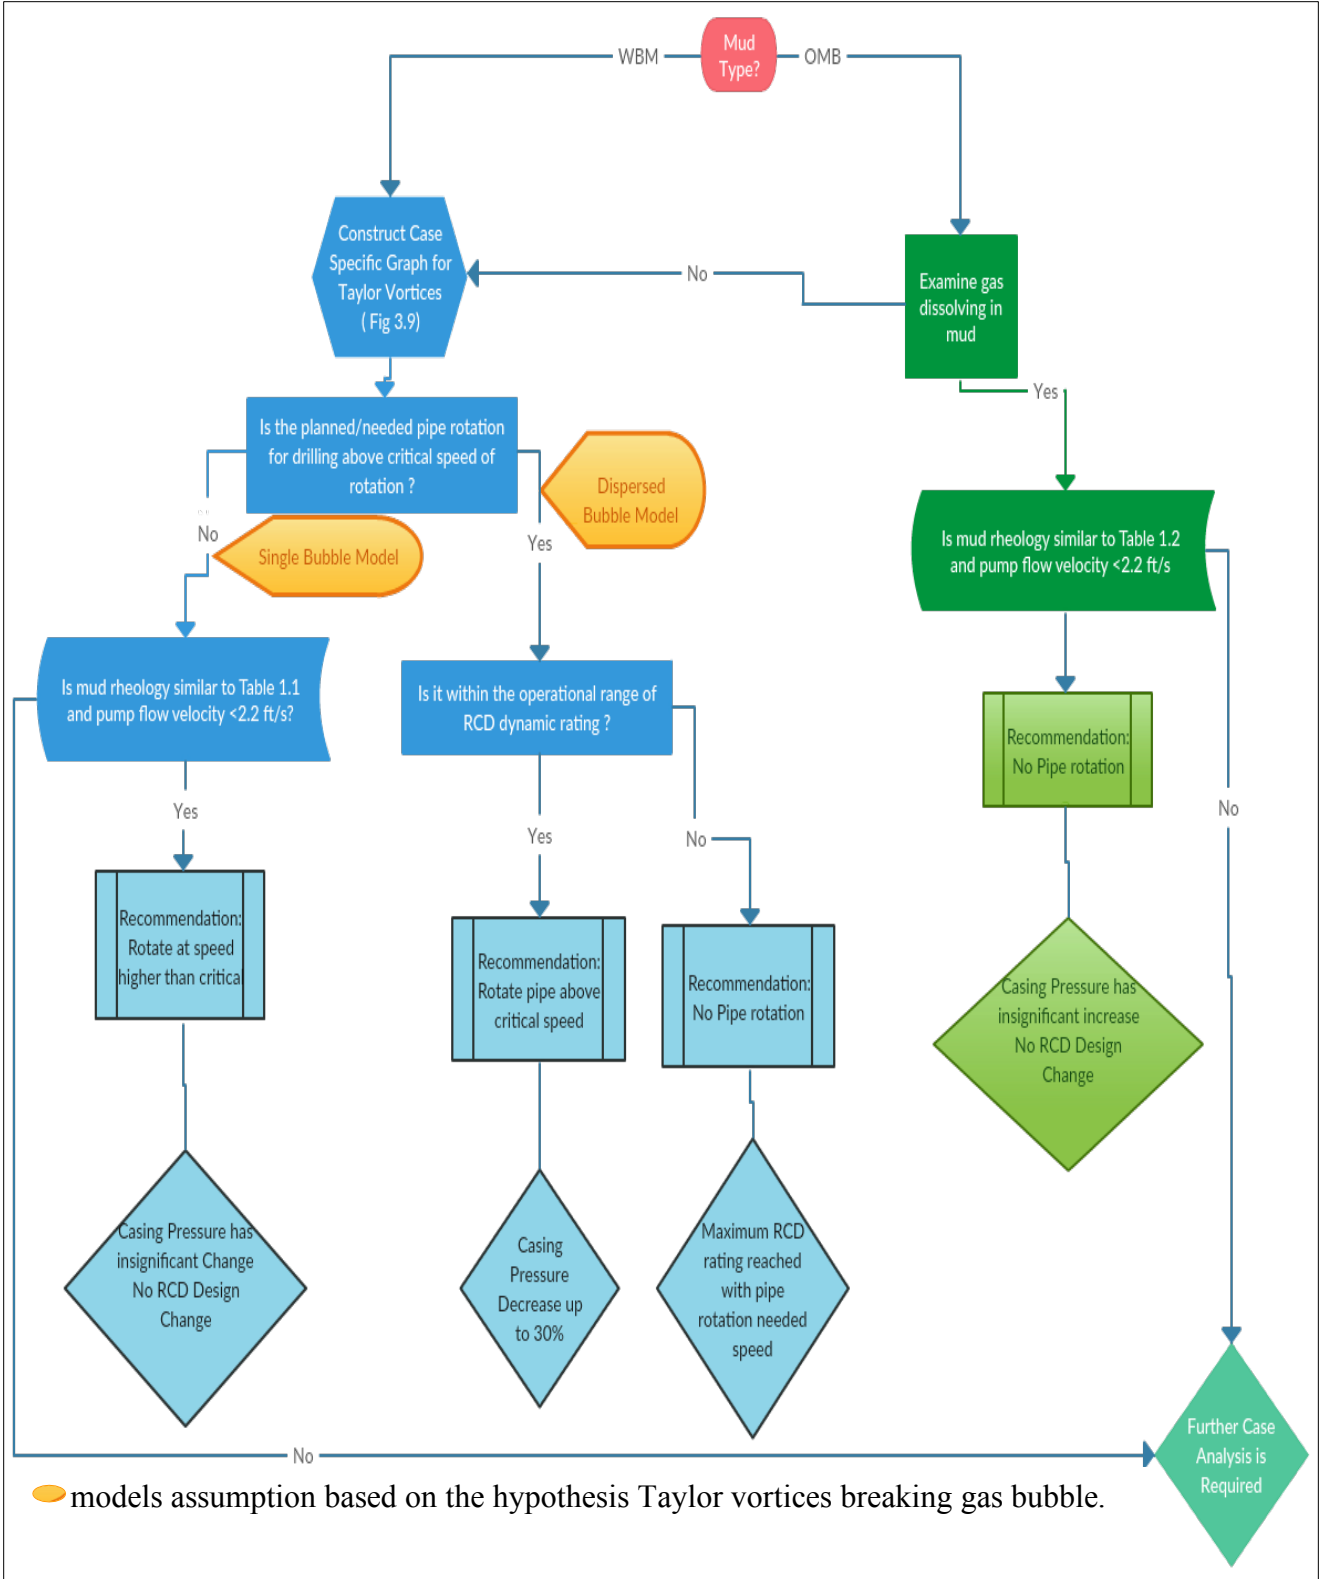 Mud
Type?
WBM
OMB
Construct Case
Specific Graph for
Taylor Vortices
( Fig 3.9)
No
Examine gas
dissolving in
mud
Yes
Is the planned/needed pipe rotation
for drilling above critical speed of
rotation ?
Dispersed
Bubble Model
No
Single Bubble Model
Yes
Is mud rheology similar to Table 1.2
and pump flow velocity <2.2 ft/s
Is mud rheology similar to Table 1.1
and pump flow velocity <2.2 ft/s?
Is it within the operational range of
RCD dynamic rating ?
Recommendation:
No Pipe rotation
No
Yes
Yes
No
Recommendation:
Rotate at speed
higher than critical
Recommendation:
Rotate pipe above
critical speed
Recommendation:
No Pipe rotation
Casing Pressure has
insignificant increase
No RCD Design
Change
Casing Pressure has
insignificant Change
No RCD Design
Change
Casing
Pressure
Decrease up
to 30%
Maximum RCD
rating reached
with pipe
rotation needed
speed
No
Further Case
Analysis is
Required
models assumption based on the hypothesis Taylor vortices breaking gas bubble.